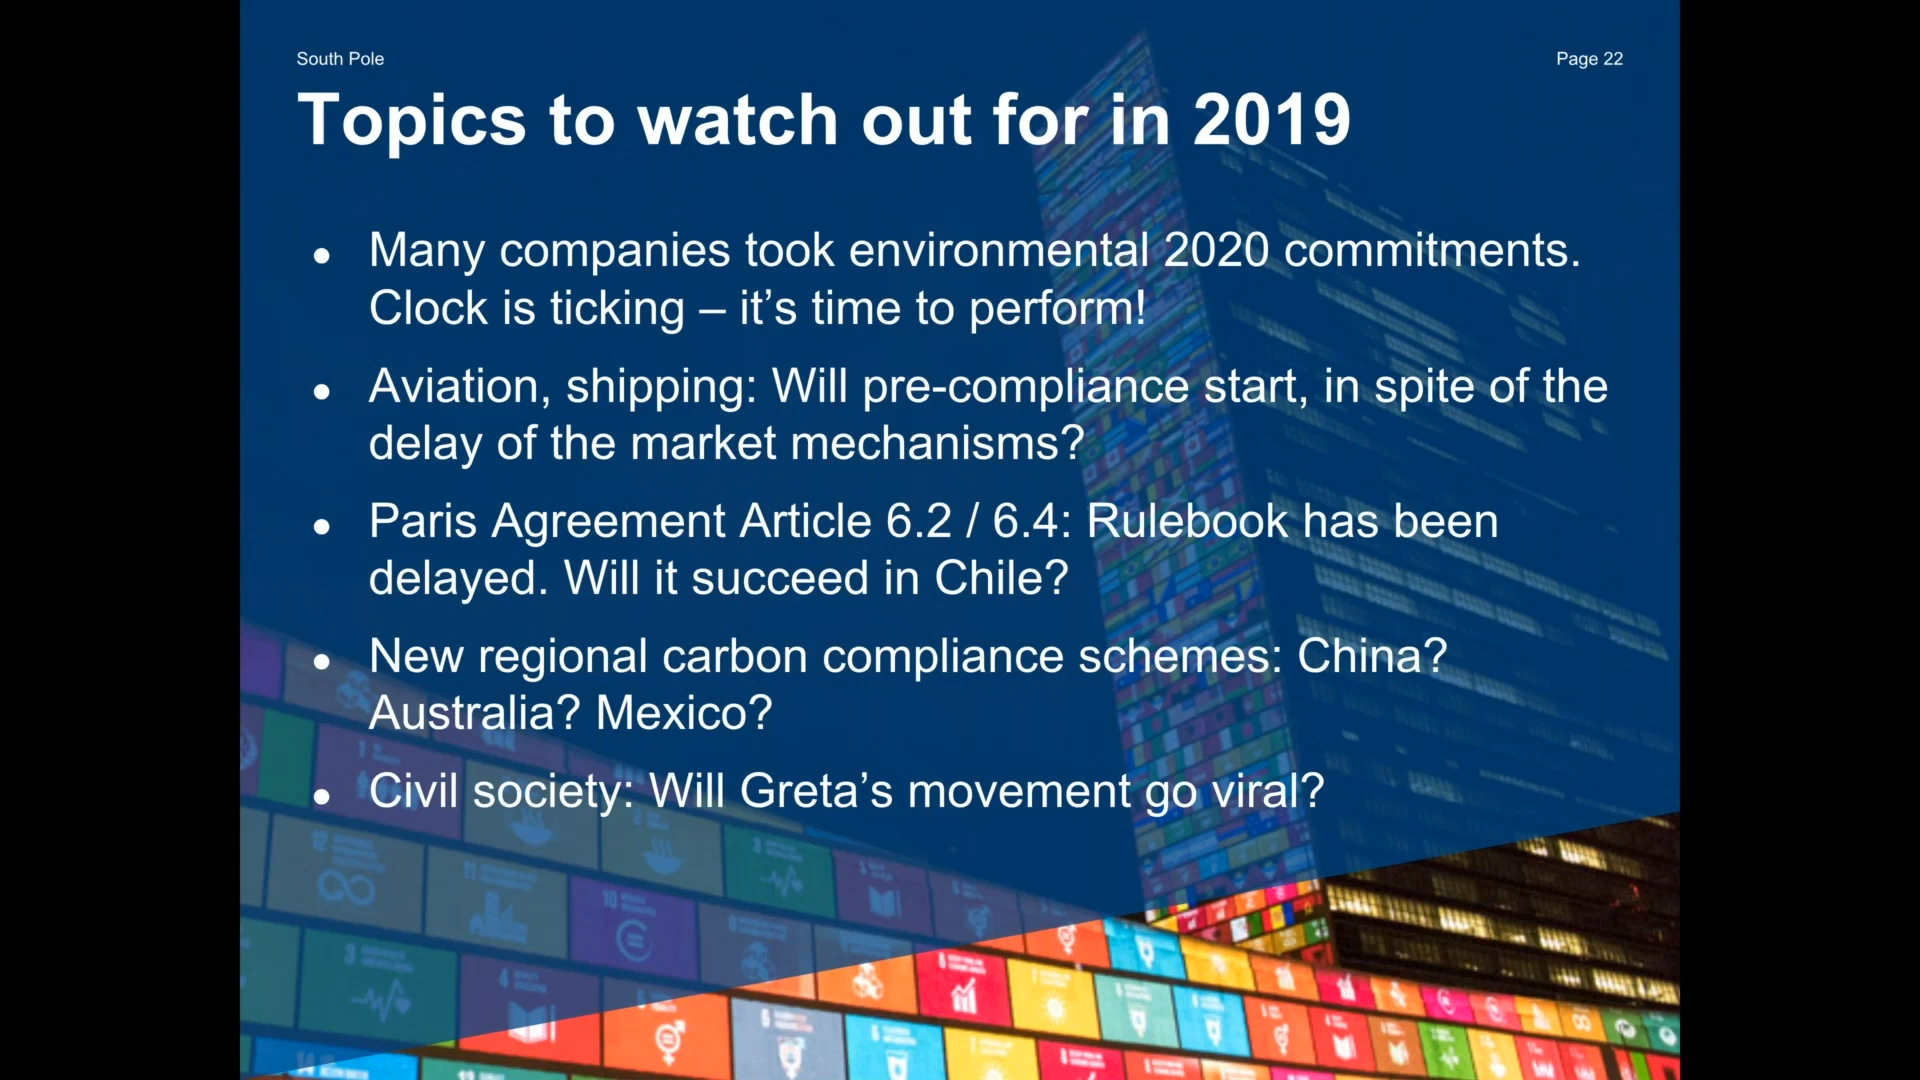 South Pole
Page 22
Topics to watch out for in 2019
• Many companies took environmental 2020 commitments.
Clock is ticking – it’s time to perform!
• Aviation, shipping: Will pre-compliance start, in spite of the
delay of the market mechanisms?
• Paris Agreement Article 6.2 / 6.4: Rulebook has been
delayed. Will it succeed in Chile?
• New regional carbon compliance schemes: China?
Australia? Mexico?
• Civil society: Will Greta’s movement go viral?